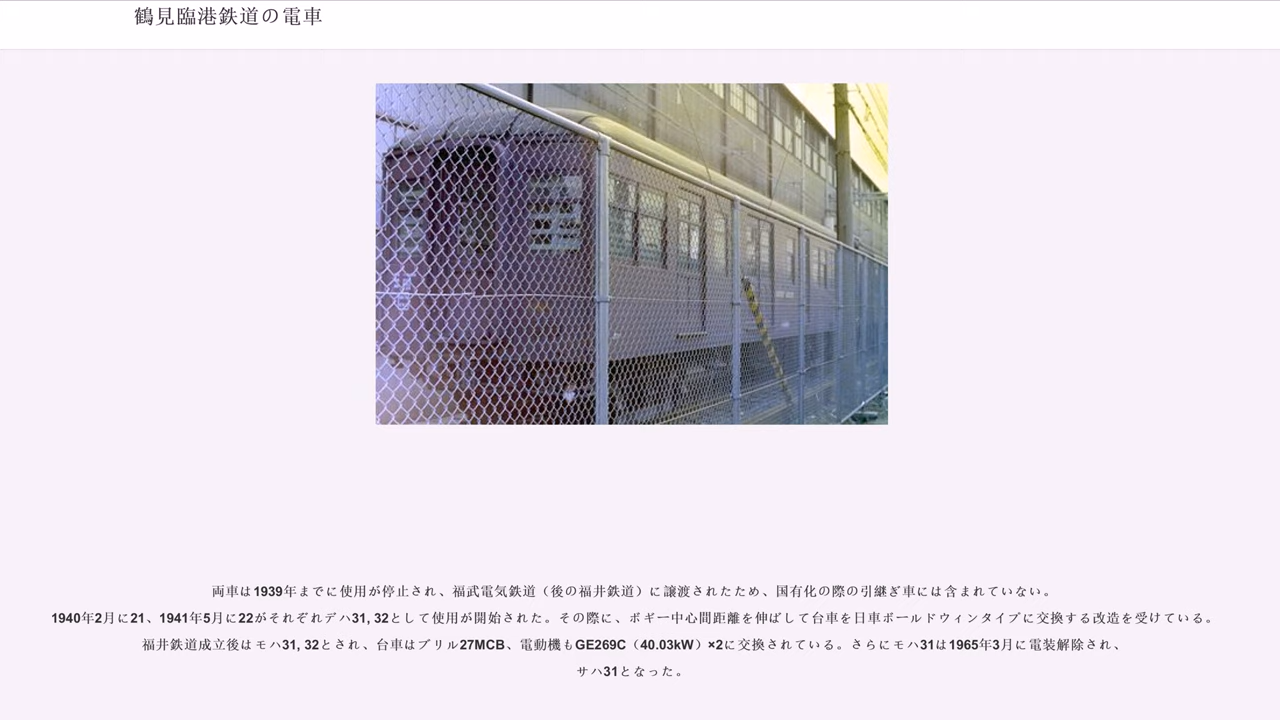 鶴見臨港鉄道の電車
両車は1939年までに使用が停止され、福武電気鉄道（後の福井鉄道）に譲渡されたため、国有化の際の引継ぎ車には含まれていない。
1940年2月に21、1941年5月に22がそれぞれデハ31, 32として使用が開始された。その際に、ボギー中心間距離を伸ばして台車を日車ボールドウィンタイプに交換する改造を受けている。
福井鉄道成立後はモハ31, 32とされ、台車はブリル27MCB、電動機もGE269C（40.03kW）×2に交換されている。さらにモハ31は1965年3月に電装解除され、
サハ31となった。